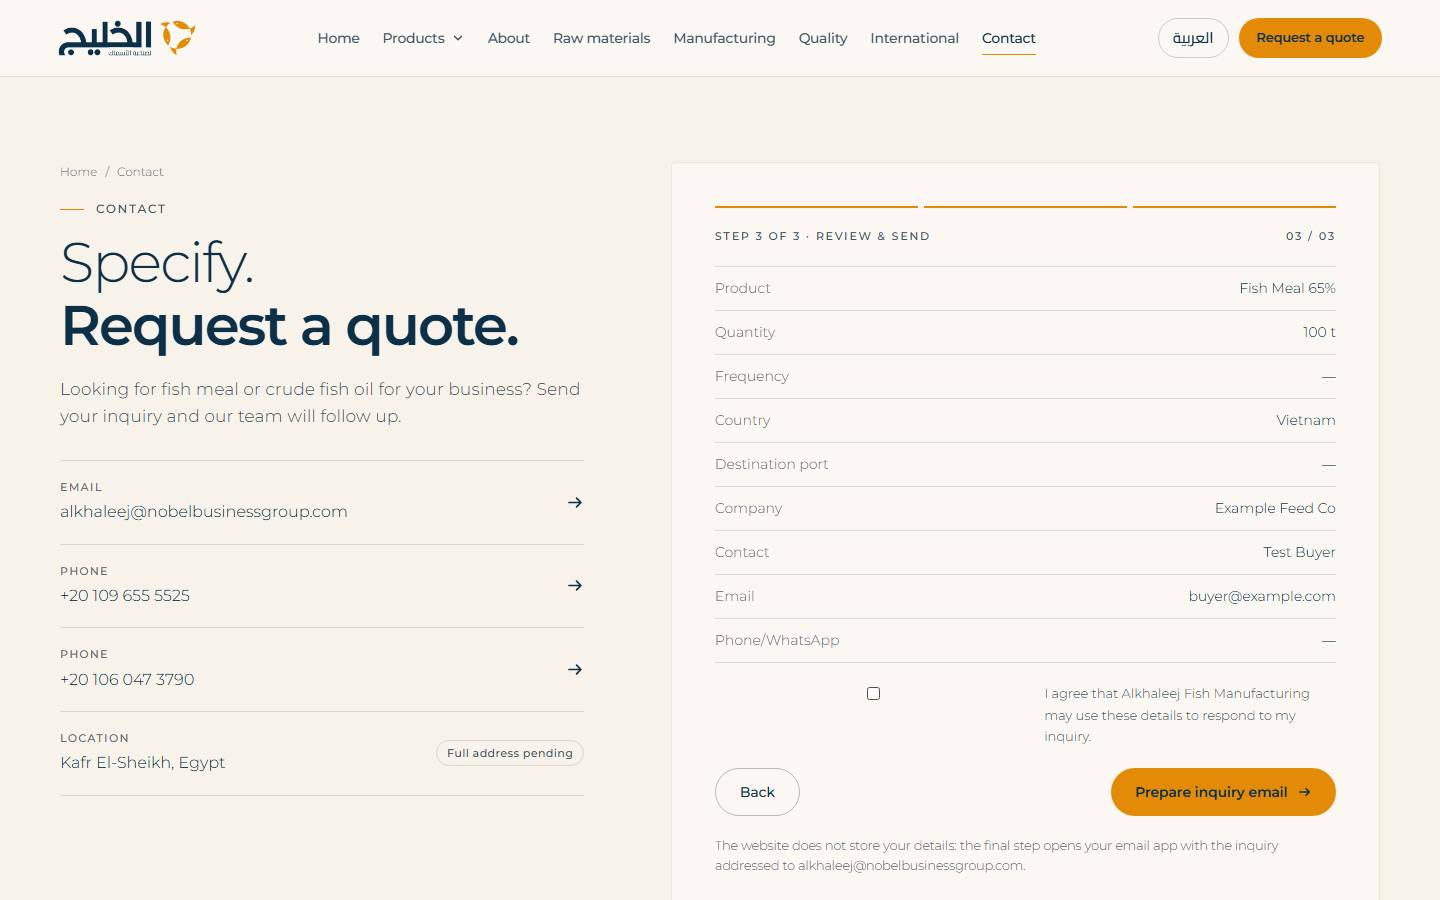 الخليج
لصناعة الأسماك
Home Products About Raw materials Manufacturing Quality International Contact
العربية
Request a quote
Home / Contact
CONTACT
Specify.
Request a quote.
Looking for fish meal or crude fish oil for your business? Send
your inquiry and our team will follow up.
EMAIL
alkhaleej@nobelbusinessgroup.com
PHONE
+20 109 655 5525
PHONE
+20 106 047 3790
LOCATION
Kafr El-Sheikh, Egypt
Full address pending
STEP 3 OF 3 · REVIEW & SEND 03 / 03
Product Fish Meal 65%
Quantity 100 t
Frequency —
Country Vietnam
Destination port —
Company Example Feed Co
Contact Test Buyer
Email buyer@example.com
Phone/WhatsApp —
I agree that Alkhaleej Fish Manufacturing
may use these details to respond to my
inquiry.
Back
Prepare inquiry email
The website does not store your details: the final step opens your email app with the inquiry
addressed to alkhaleej@nobelbusinessgroup.com.